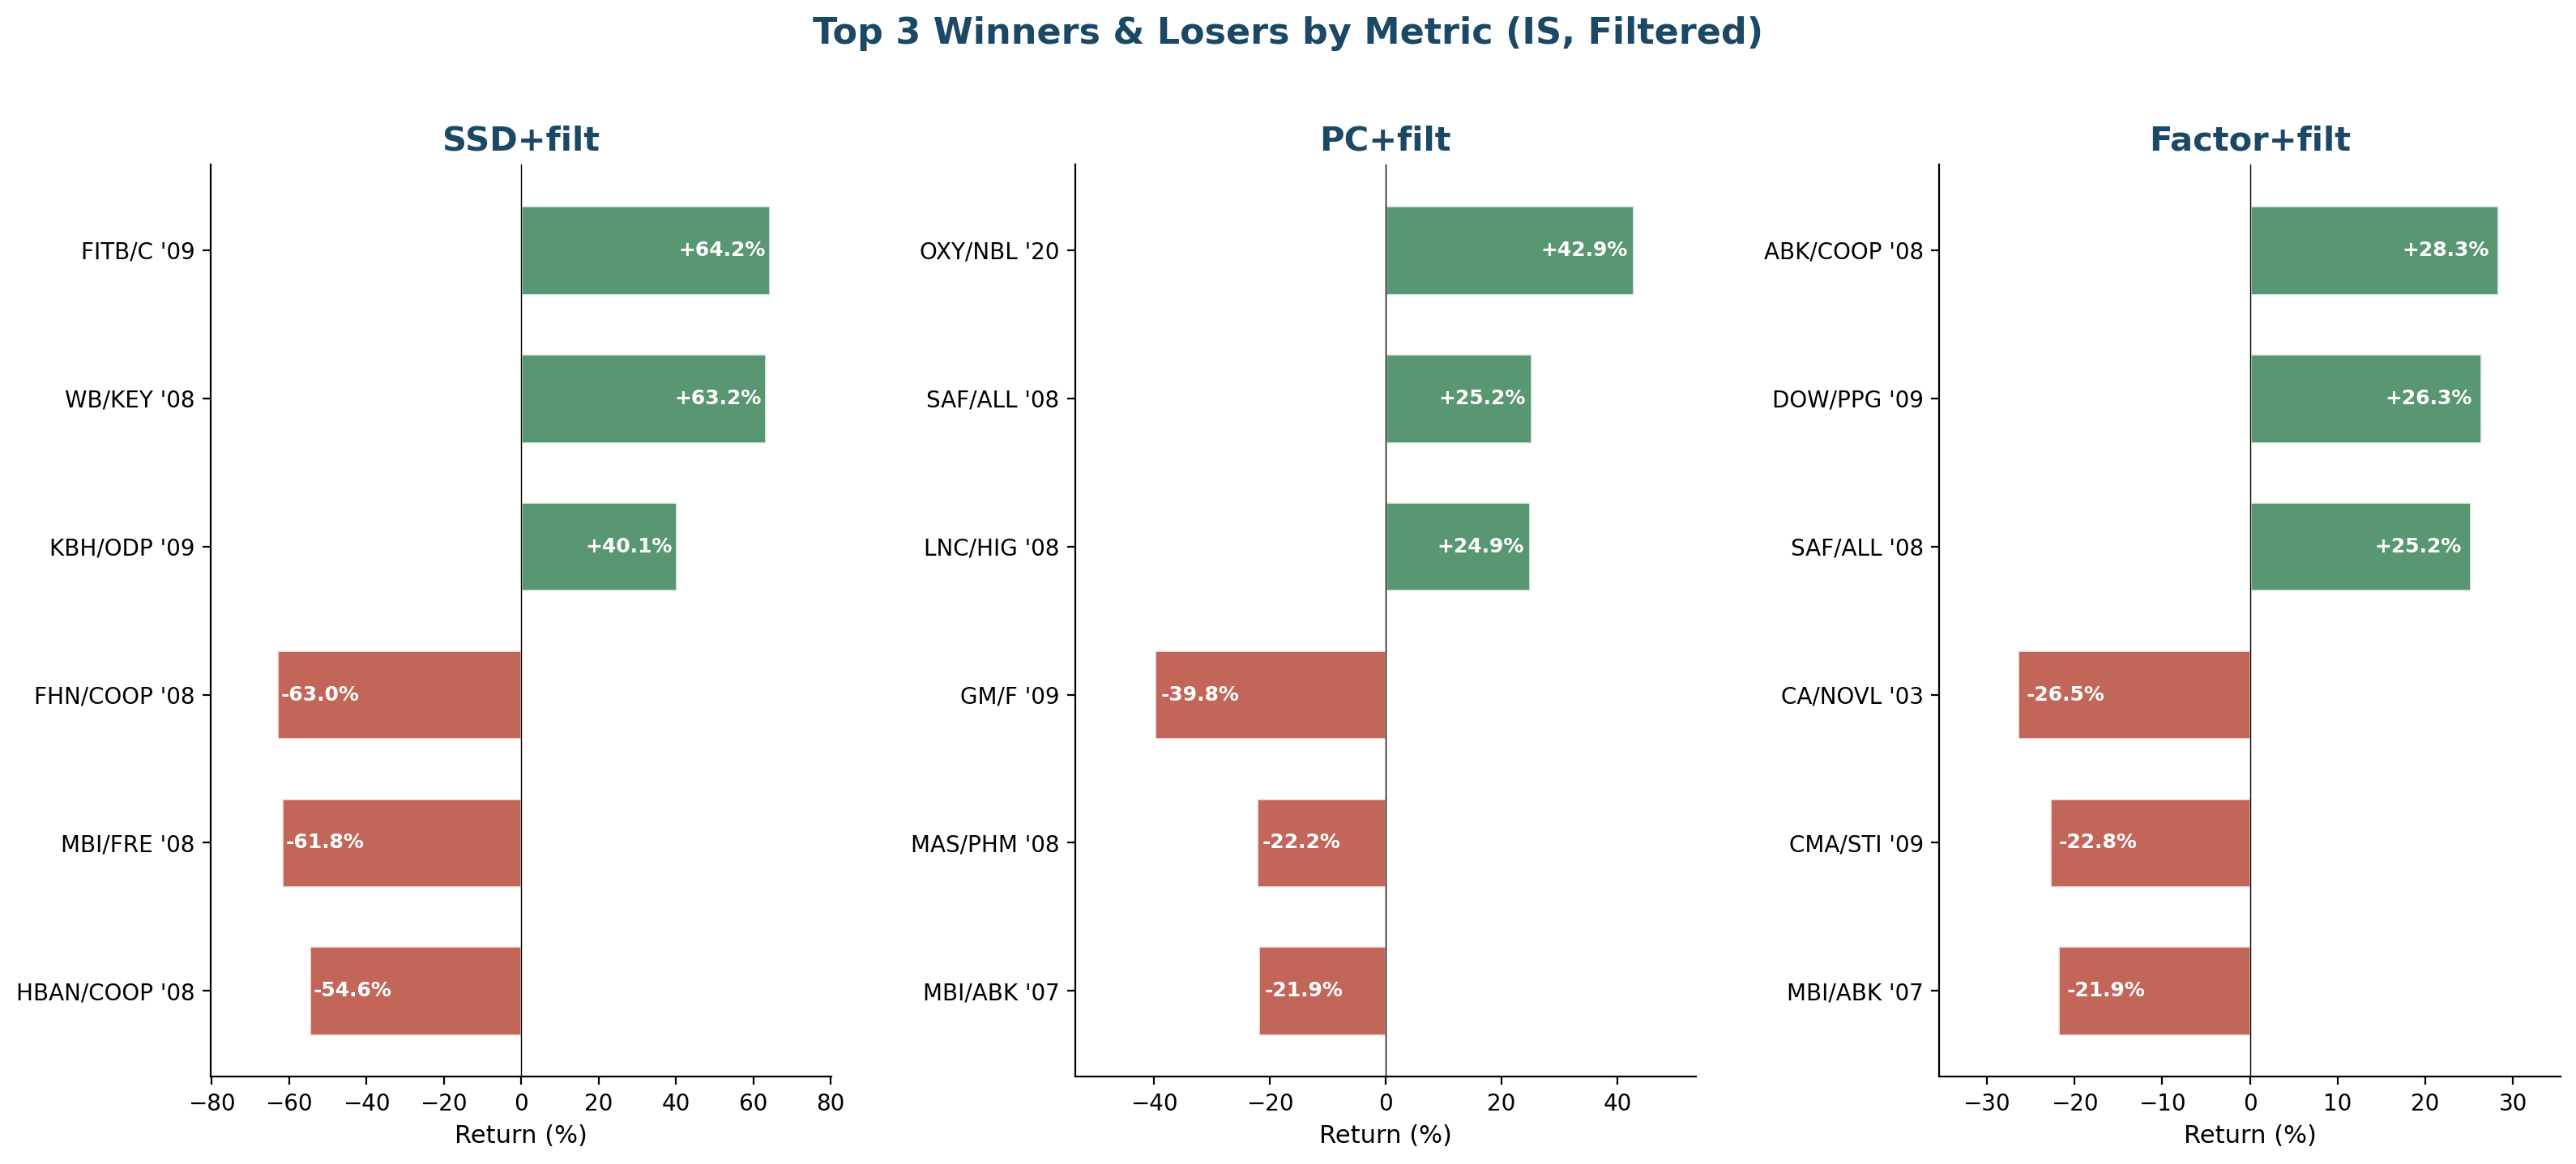 Top 3 Winners & Losers by Metric (IS, Filtered)
SSD+filt
FITB/C '09
+64.2%
WB/KEY '08
+63.2%
KBH/ODP '09
+40.1%
FHN/COOP '08
-63.0%
MBI/FRE '08
-61.8%
HBAN/COOP '08
-54.6%
−80 −60 −40 −20 0 20 40 60 80
Return (%)
PC+filt
OXY/NBL '20
+42.9%
SAF/ALL '08
+25.2%
LNC/HIG '08
+24.9%
GM/F '09
-39.8%
MAS/PHM '08
-22.2%
MBI/ABK '07
-21.9%
−40 −20 0 20 40
Return (%)
Factor+filt
ABK/COOP '08
+28.3%
DOW/PPG '09
+26.3%
SAF/ALL '08
+25.2%
CA/NOVL '03
-26.5%
CMA/STI '09
-22.8%
MBI/ABK '07
-21.9%
−30 −20 −10 0 10 20 30
Return (%)